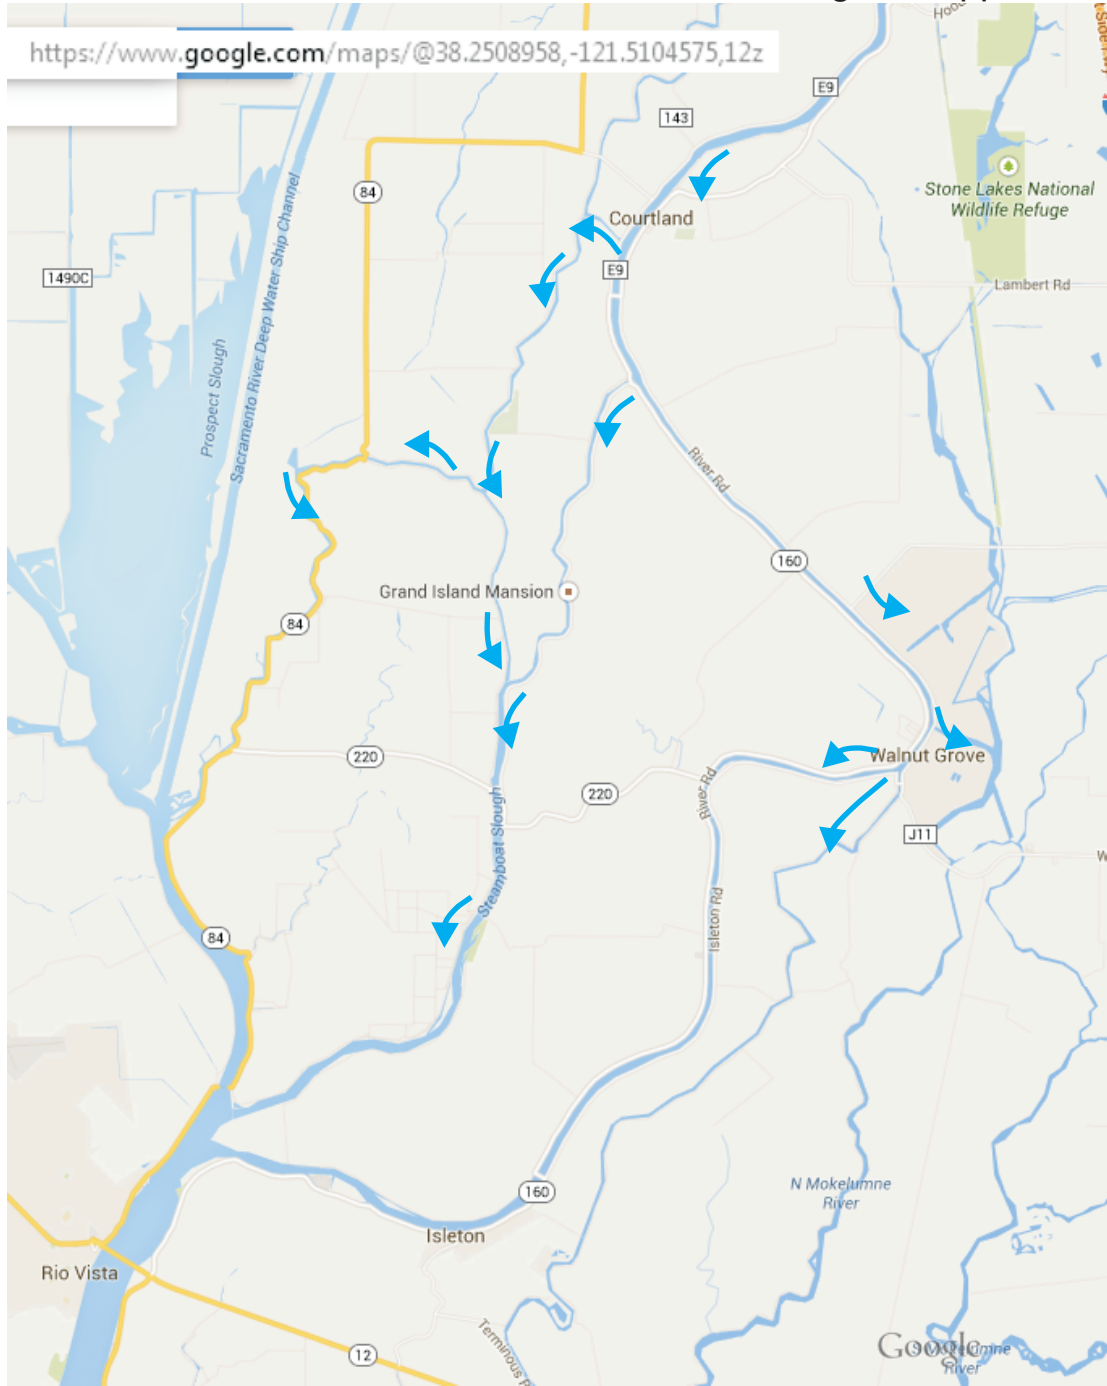 https://www.google.com/maps/@38.2508958,-121.5104575,12z
E9
143
84
Stone Lakes National
Wildlife Refuge
Courtland
1490C
E9
Lambert Rd
Sacramento River Deep Water Ship Channel
Prospect Slough
River Rd
160
Grand Island Mansion
84
220
Walnut Grove
220
River Rd
J11
Steamboat Slough
Isleton Rd
84
N Mokelumne
River
160
Isleton
Rio Vista
Terminous
12
Google
River